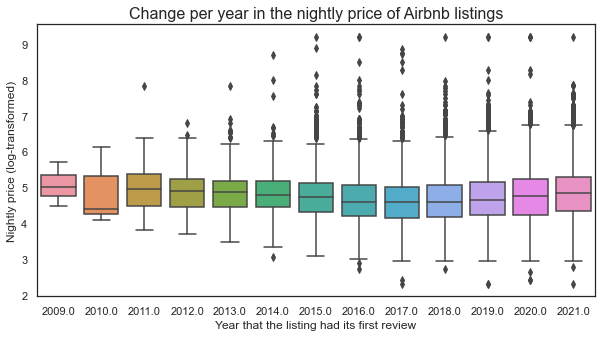 Change per year in the nightly price of Airbnb listings
Nightly price (log-transformed)
9
8
7
6
5
4
3
2
2009.0 2010.0 2011.0 2012.0 2013.0 2014.0 2015.0 2016.0 2017.0 2018.0 2019.0 2020.0 2021.0
Year that the listing had its first review